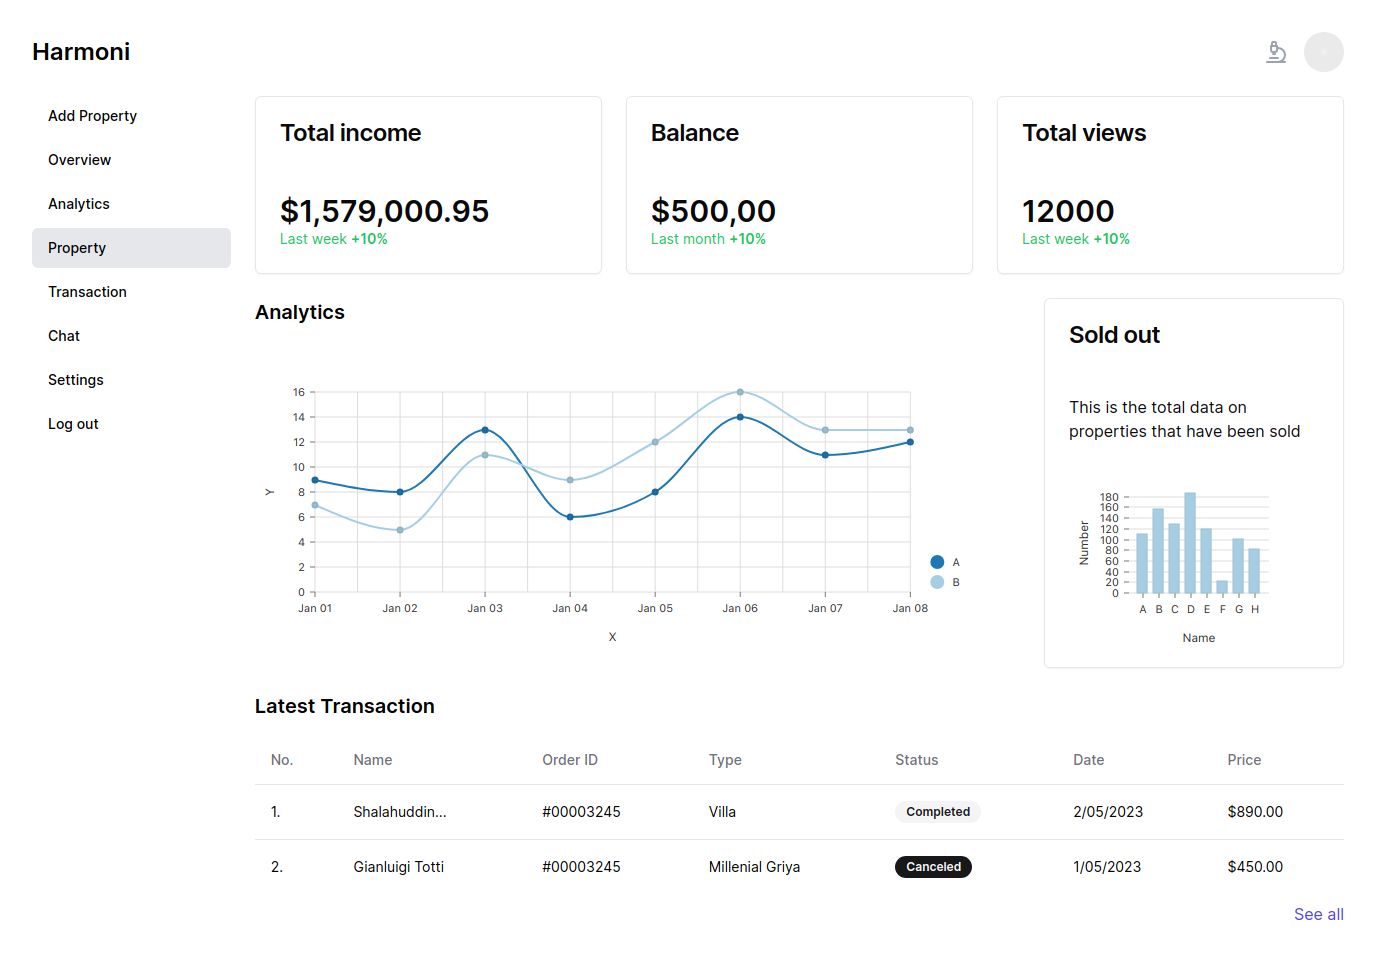 Harmoni
Add Property
Overview
Analytics
Property
Transaction
Chat
Settings
Log out
Total income
$1,579,000.95
Last week +10%
Balance
$500,00
Last month +10%
Total views
12000
Last week +10%
Analytics
16
14
12
10
8
6
4
2
0
Y
Jan 01 Jan 02 Jan 03 Jan 04 Jan 05 Jan 06 Jan 07 Jan 08
X
A
B
Sold out
This is the total data on
properties that have been sold
180
160
140
120
100
80
60
40
20
0
Number
A B C D E F G H
Name
Latest Transaction
No. Name Order ID Type Status Date Price
1. Shalahuddin... #00003245 Villa Completed 2/05/2023 $890.00
2. Gianluigi Totti #00003245 Millenial Griya Canceled 1/05/2023 $450.00
See all